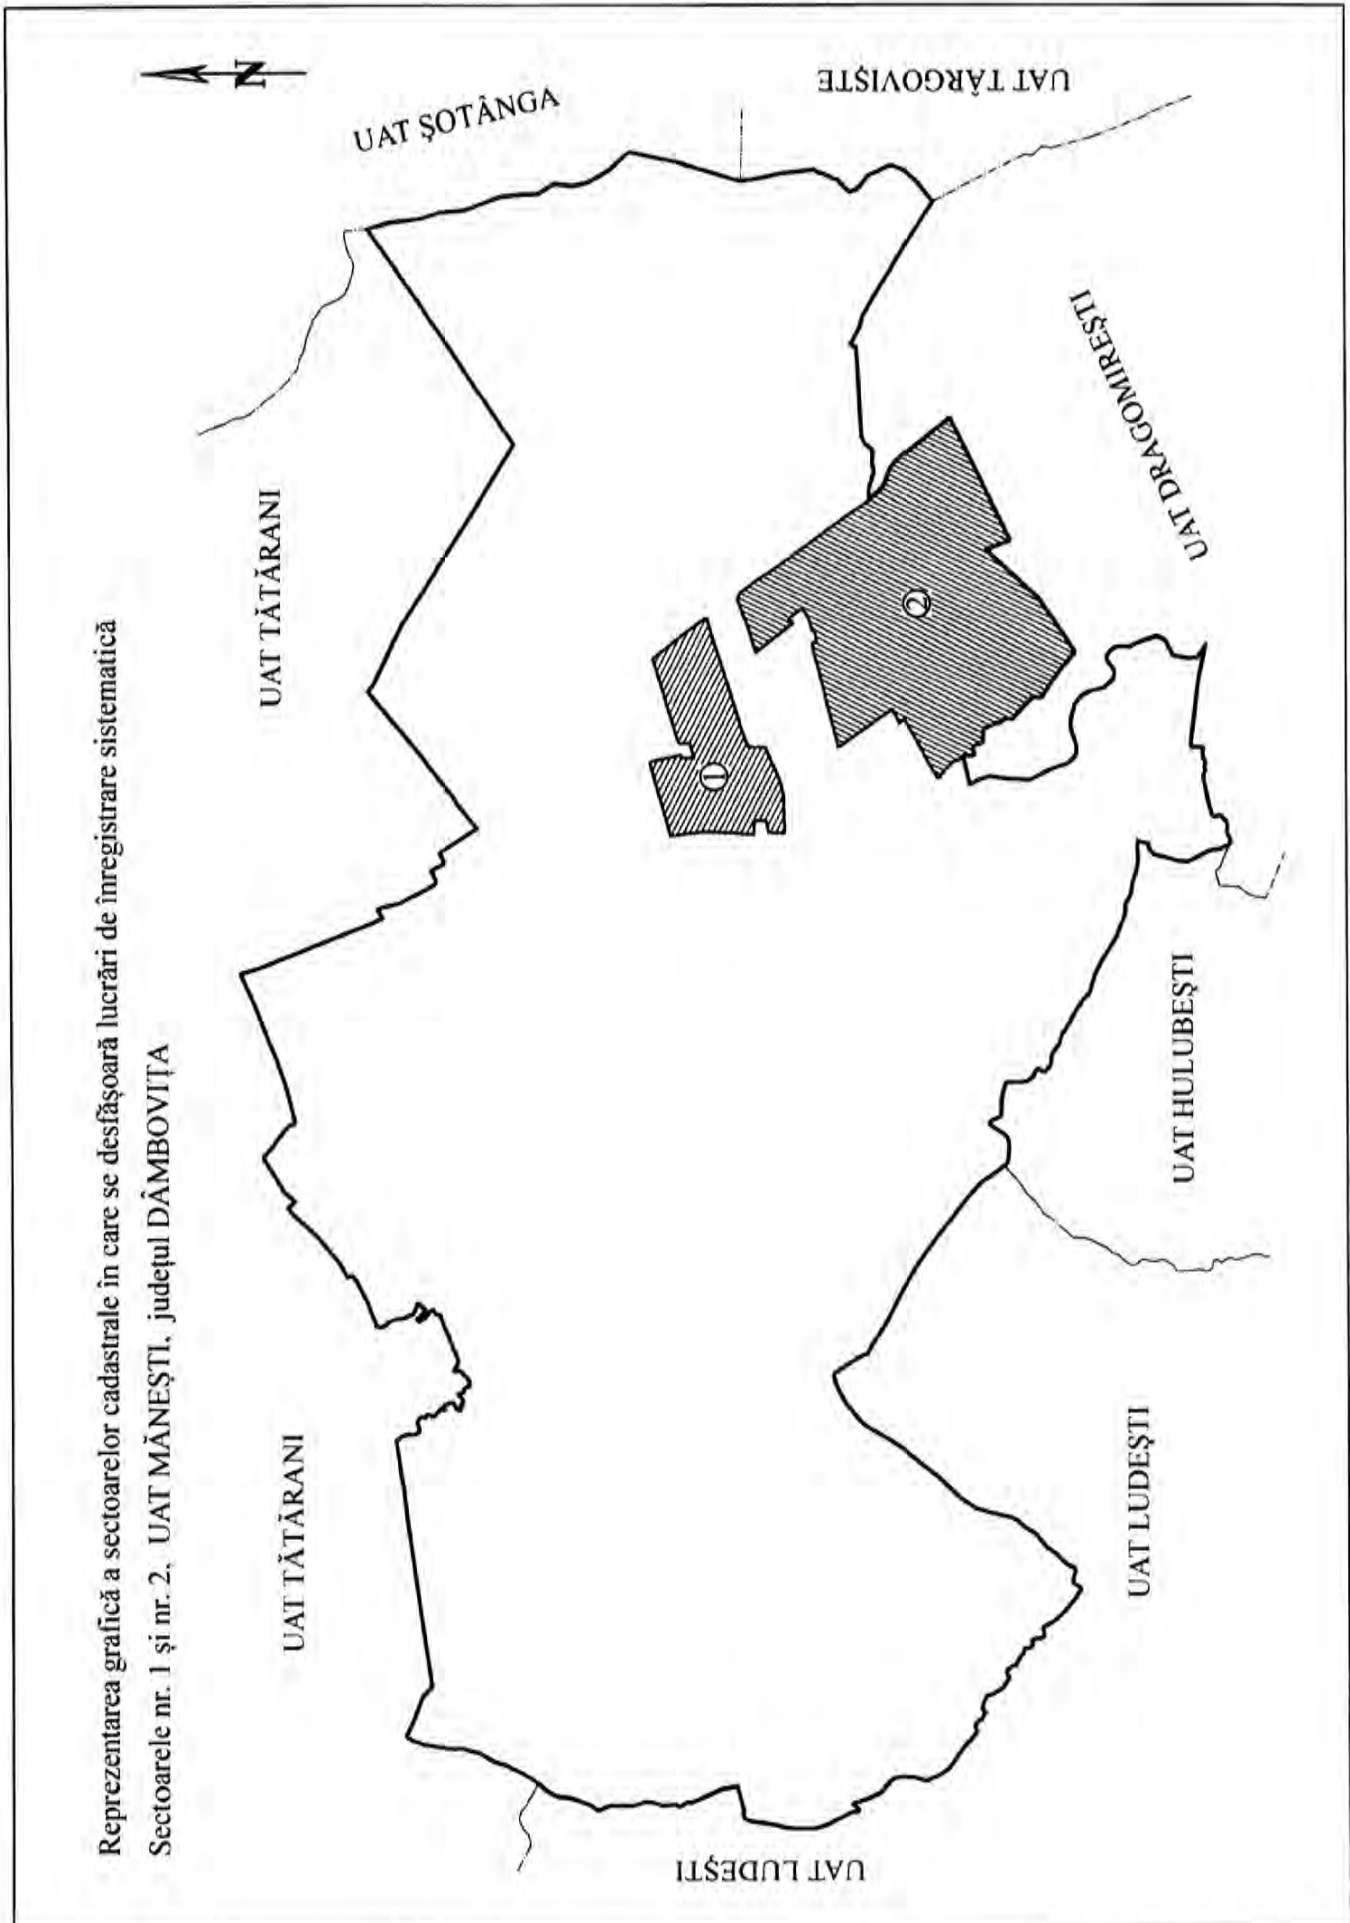 Reprezentarea grafică a sectoarelor cadastrale în care se desfășoară lucrări de înregistrare sistematică
Sectoarele nr. 1 și nr. 2, UAT MĂNEȘTI, județul DÂMBOVIȚA
N
UAT TĂTĂRANI
UAT TĂTĂRANI
UAT ȘOTÂNGA
UAT TÂRGOVIȘTE
1
2
UAT DRAGOMIREȘTI
UAT HULUBEȘTI
UAT LUDEȘTI
UAT LUDEȘTI